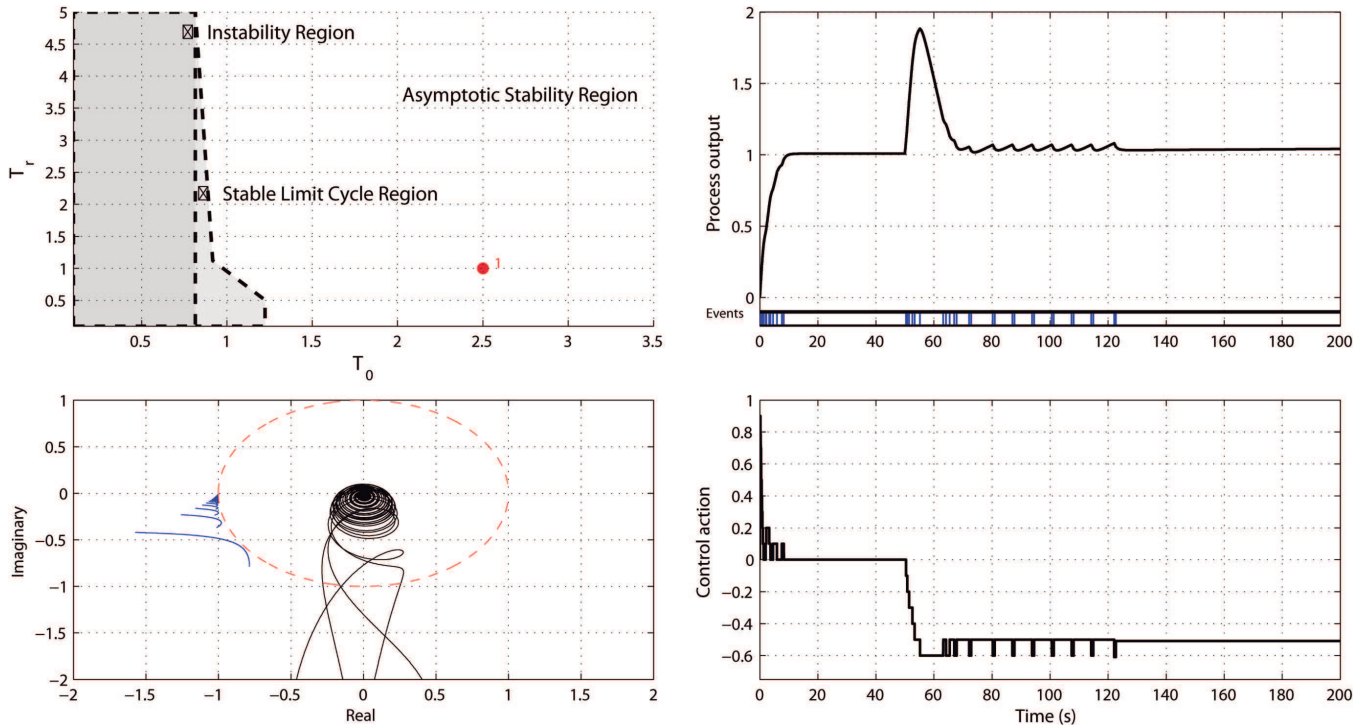 5
4.5
4
3.5
3
2.5
2
1.5
1
0.5
T_r
Instability Region
Asymptotic Stability Region
Stable Limit Cycle Region
1
0.5 1 1.5 2 2.5 3 3.5
T_0
2
1.5
1
0.5
0
Process output
Events
0 20 40 60 80 100 120 140 160 180 200
1
0.5
0
−0.5
−1
−1.5
−2
Imaginary
−2 −1.5 −1 −0.5 0 0.5 1 1.5 2
Real
1
0.8
0.6
0.4
0.2
0
−0.2
−0.4
−0.6
Control action
0 20 40 60 80 100 120 140 160 180 200
Time (s)